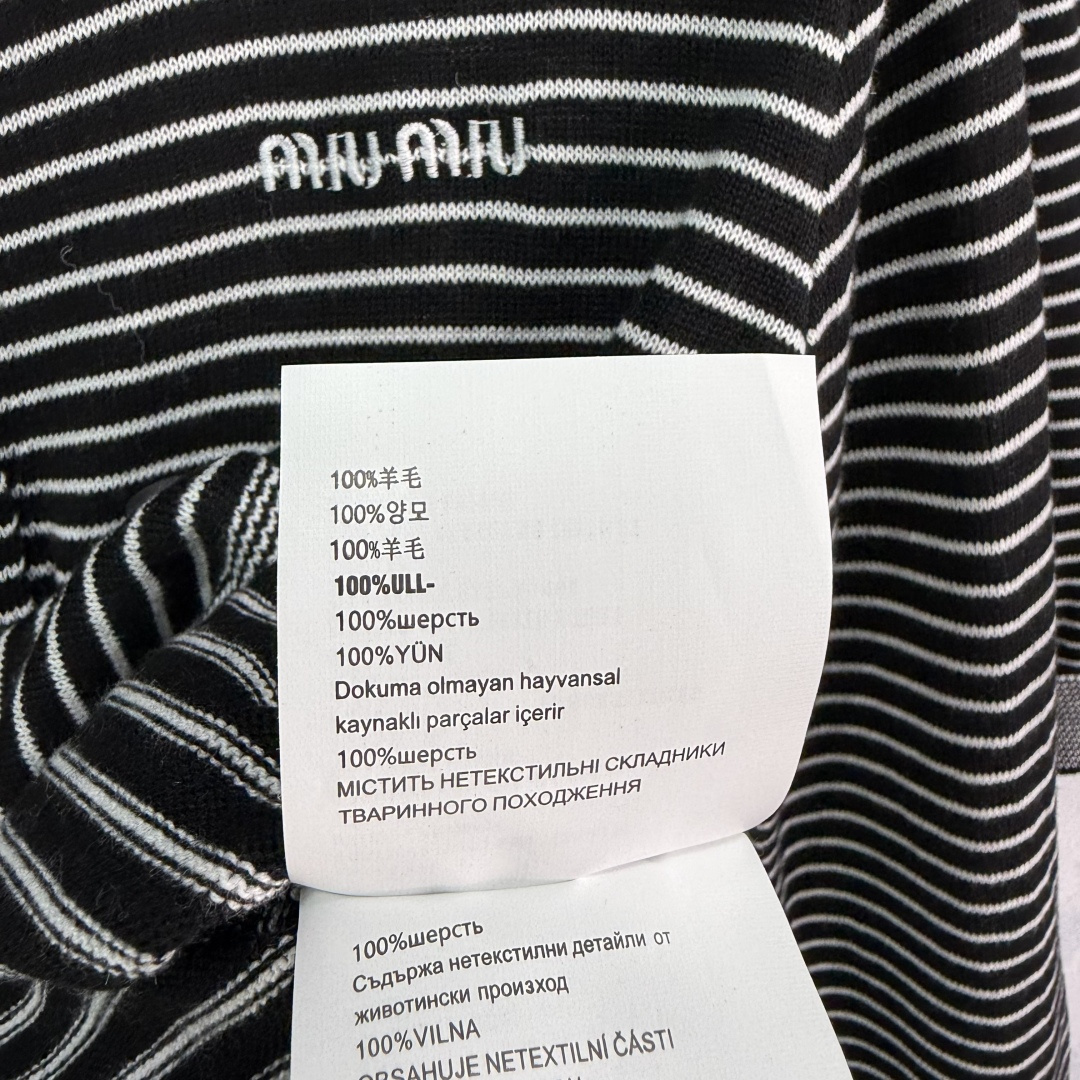 MIU MIU
100%羊毛
100%양모
100%羊毛
100%ULL-
100%шерсть
100%YÜN
Dokuma olmayan hayvansal
kaynaklı parçalar içerir
100%шерсть
МІСТИТЬ НЕТЕКСТИЛЬНІ СКЛАДНИКИ
ТВАРИННОГО ПОХОДЖЕННЯ
100%шерсть
Съдържа нетекстилни детайли от
животински произход
100%VILNA
OBSAHUJE NETEXTILNÍ ČÁSTI